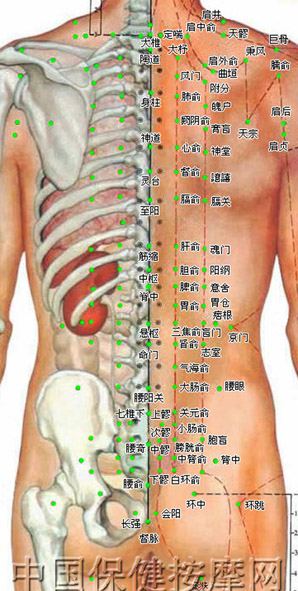 肩井
肩中俞
定喘
天髎
巨骨
大椎
大杼
秉风
陶道
肩外俞
曲垣
臑俞
风门
附分
肺俞
魄户
身柱
肩后
厥阴俞
膏肓
天宗
神道
心俞
神堂
肩贞
督俞
譩譆
灵台
膈俞
膈关
至阳
肝俞
魂门
筋缩
胆俞
阳纲
中枢
脾俞
意舍
脊中
胃俞
胃仓
痞根
悬枢
三焦俞
肓门
京门
肾俞
志室
命门
气海俞
大肠俞
腰眼
腰阳关
七椎下
上髎
关元俞
小肠俞
次髎
胞肓
腰奇
中髎
膀胱俞
中膂俞
臀中
腰俞
下髎
白环俞
环中
环跳
会阳
长强
督脉
1
2
3
4
中国保健按摩网